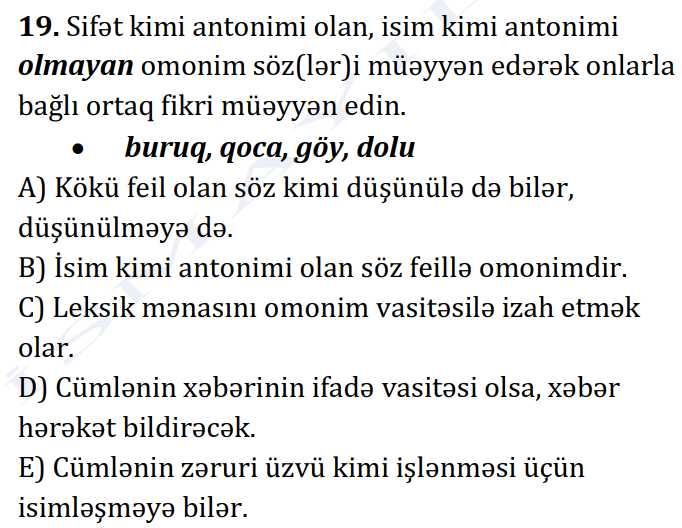 19. Sifət kimi antonimi olan, isim kimi antonimi
olmayan omonim söz(lər)i müəyyən edərək onlarla
bağlı ortaq fikri müəyyən edin.
• buruq, qoca, göy, dolu
A) Kökü feil olan söz kimi düşünülə də bilər,
düşünülməyə də.
B) İsim kimi antonimi olan söz feillə omonimdir.
C) Leksik mənasını omonim vasitəsilə izah etmək
olar.
D) Cümlənin xəbərinin ifadə vasitəsi olsa, xəbər
hərəkət bildirəcək.
E) Cümlənin zəruri üzvü kimi işlənməsi üçün
isimləşməyə bilər.